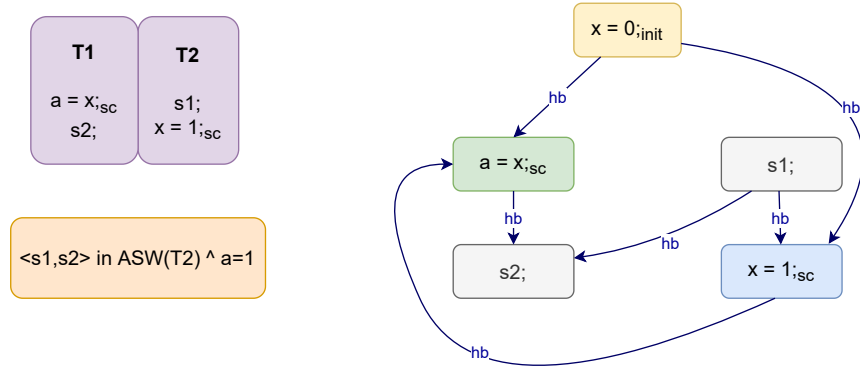 T1
a = x;sc
s2;
T2
s1;
x = 1;sc
<s1,s2> in ASW(T2) ^ a=1
x = 0;init
hb
hb
a = x;sc
s1;
hb
hb
hb
s2;
x = 1;sc
hb